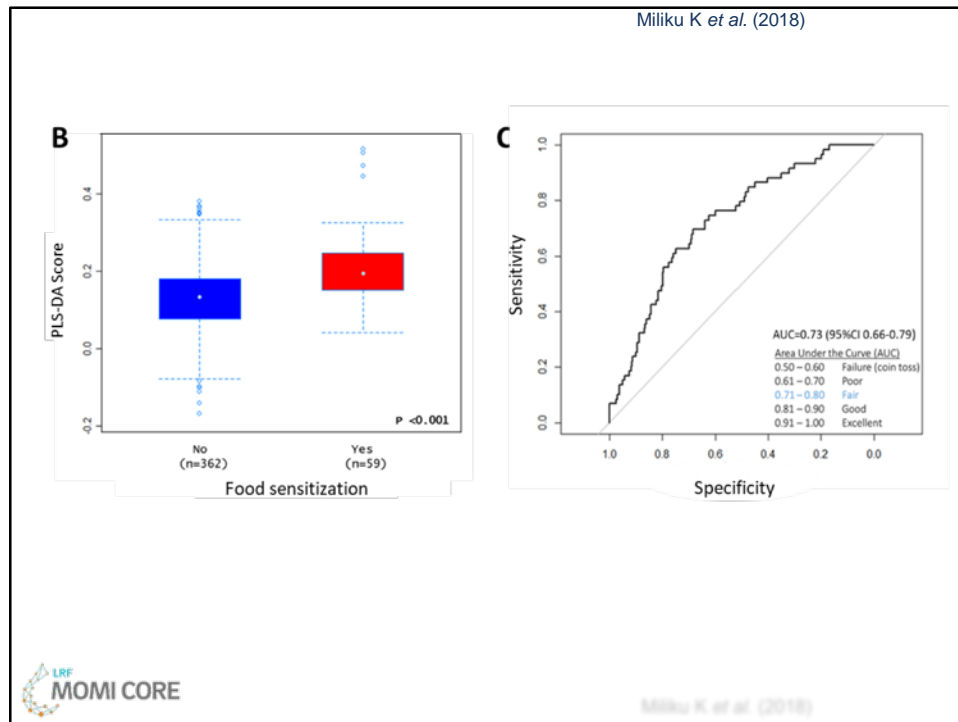 Miliku K et al. (2018)
B
PLS-DA Score
0.4
0.2
0.0
-0.2
P <0.001
No
(n=362)
Yes
(n=59)
Food sensitization
C
Sensitivity
1.0
0.8
0.6
0.4
0.2
0.0
AUC=0.73 (95%CI 0.66-0.79)
Area Under the Curve (AUC)
0.50 – 0.60 Failure (coin toss)
0.61 – 0.70 Poor
0.71 – 0.80 Fair
0.81 – 0.90 Good
0.91 – 1.00 Excellent
1.0 0.8 0.6 0.4 0.2 0.0
Specificity
LRF
MOMI CORE
Miliku K et al. (2018)